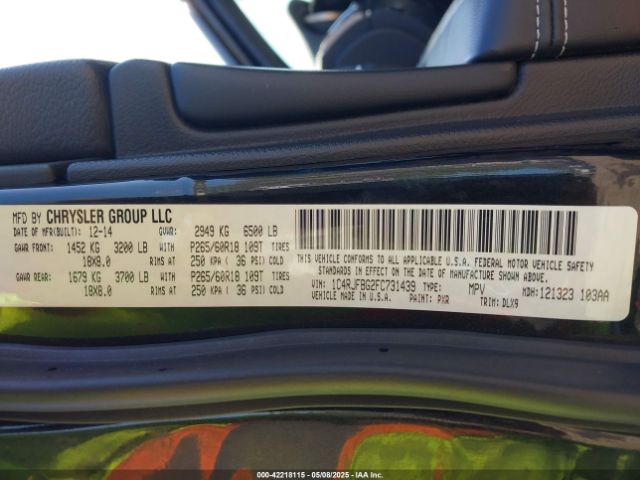 MFD BY CHRYSLER GROUP LLC
DATE OF MFR(BUILT): 12-14 GVWR: 2949 KG 6500 LB
GAWR FRONT: 1452 KG 3200 LB WITH P265/60R18 109T TIRES
18X8.0 RIMS AT 250 KPA ( 36 PSI) COLD
GAWR REAR: 1679 KG 3700 LB WITH P265/60R18 109T TIRES
18X8.0 RIMS AT 250 KPA ( 36 PSI) COLD
THIS VEHICLE CONFORMS TO ALL APPLICABLE U.S.A. FEDERAL MOTOR VEHICLE SAFETY
STANDARDS IN EFFECT ON THE DATE OF MANUFACTURE SHOWN ABOVE.
VIN: 1C4RJFBG2FC731439 TYPE: MPV MDH: 121323 103AA
MADE IN U.S.A. PAINT: PXR TRIM: DLX9
000-42218115 - 05/08/2025 - IAA Inc.